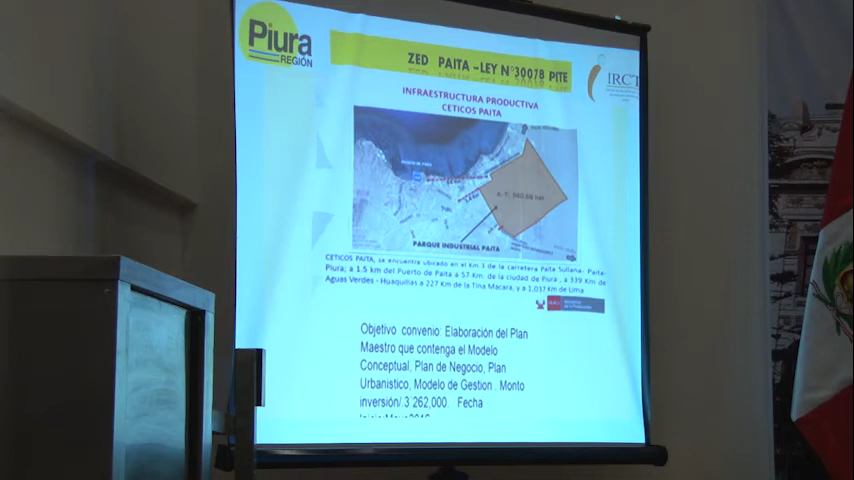 Piura
REGIÓN
ZED PAITA –LEY N°30078 PITE
IRCT
INFRAESTRUCTURA PRODUCTIVA
CETICOS PAITA
PARQUE INDUSTRIAL PAITA
CETICOS PAITA, se encuentra ubicado en el Km 3 de la carretera Paita Sullana- Paita-
Piura; a 1.5 km del Puerto de Paita a 57 Km. de la ciudad de Piura , a 339 Km de
Aguas Verdes - Huaquillas a 227 Km de la Tina Macara, y a 1,037 Km de Lima
Objetivo convenio: Elaboración del Plan
Maestro que contenga el Modelo
Conceptual, Plan de Negocio, Plan
Urbanistico, Modelo de Gestion . Monto
inversión/.3 262,000. Fecha